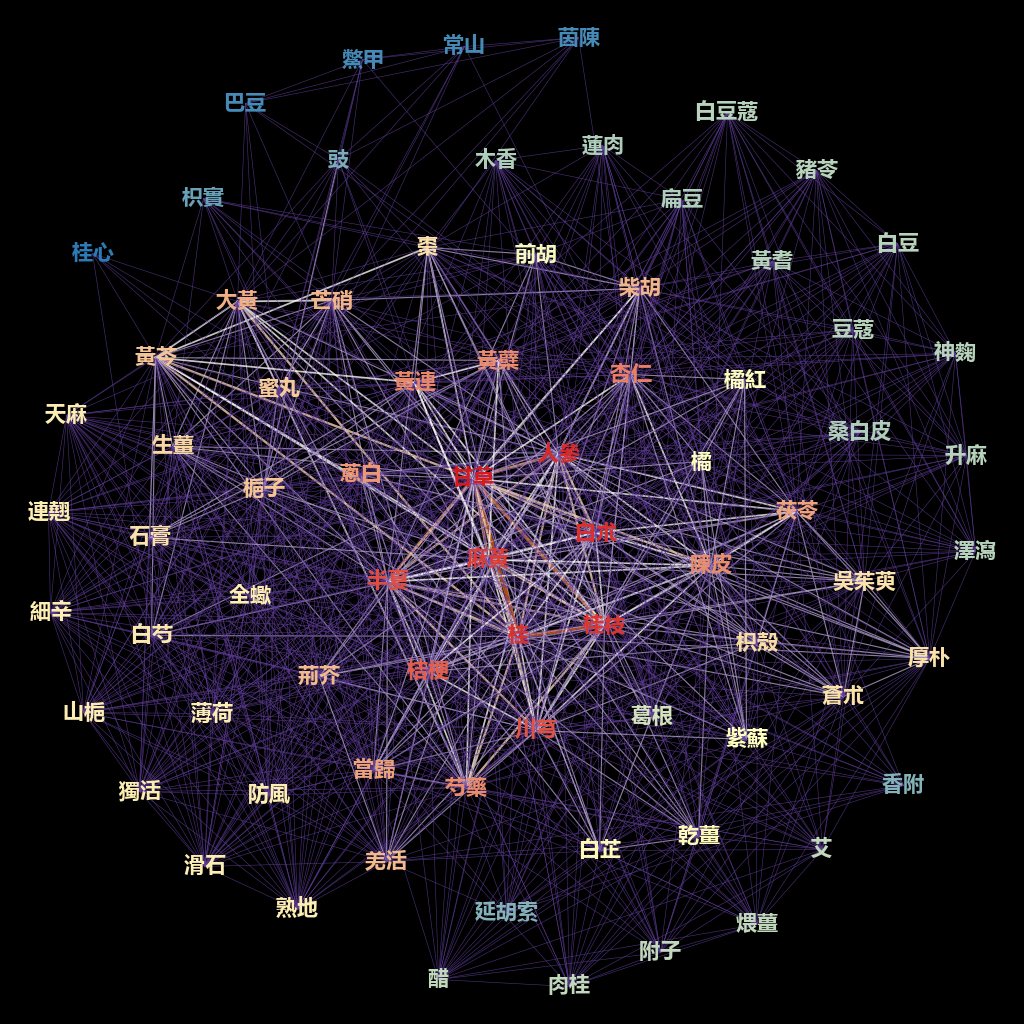 茵陳
常山
鱉甲
巴豆
白豆蔻
蓮肉
木香
豉
豬苓
枳實
扁豆
白豆
棗
前胡
桂心
黃耆
柴胡
大黃
芒硝
豆蔻
神麴
黃芩
黃蘗
杏仁
橘紅
黃連
蜜丸
天麻
桑白皮
生薑
人參
升麻
橘
蔥白
甘草
梔子
茯苓
連翹
白朮
石膏
澤瀉
麻黃
陳皮
半夏
吳茱萸
全蠍
細辛
桂枝
白芍
桂
枳殼
厚朴
桔梗
荊芥
蒼朮
山梔
薄荷
葛根
川芎
紫蘇
當歸
香附
芍藥
獨活
防風
乾薑
艾
白芷
羌活
滑石
熟地
延胡索
煨薑
附子
醋
肉桂